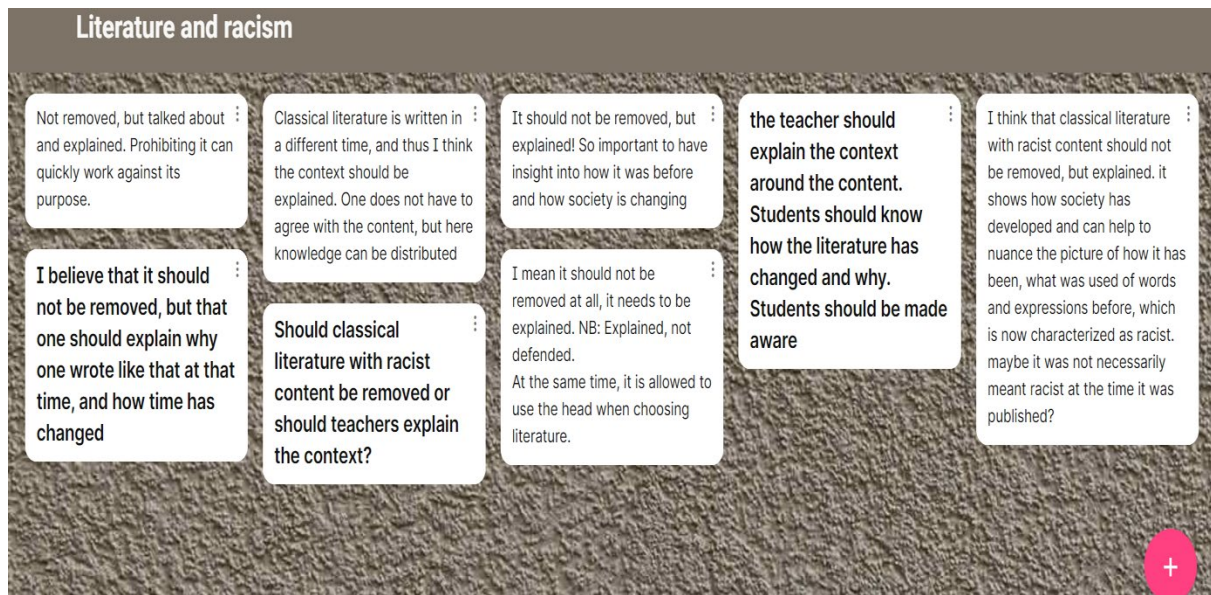 Literature and racism
Not removed, but talked about
and explained. Prohibiting it can
quickly work against its
purpose.
I believe that it should
not be removed, but that
one should explain why
one wrote like that at that
time, and how time has
changed
Classical literature is written in
a different time, and thus I think
the context should be
explained. One does not have to
agree with the content, but here
knowledge can be distributed
Should classical
literature with racist
content be removed or
should teachers explain
the context?
It should not be removed, but
explained! So important to have
insight into how it was before
and how society is changing
I mean it should not be
removed at all, it needs to be
explained. NB: Explained, not
defended.
At the same time, it is allowed to
use the head when choosing
literature.
the teacher should
explain the context
around the content.
Students should know
how the literature has
changed and why.
Students should be made
aware
I think that classical literature
with racist content should not
be removed, but explained. it
shows how society has
developed and can help to
nuance the picture of how it has
been, what was used of words
and expressions before, which
is now characterized as racist.
maybe it was not necessarily
meant racist at the time it was
published?
+